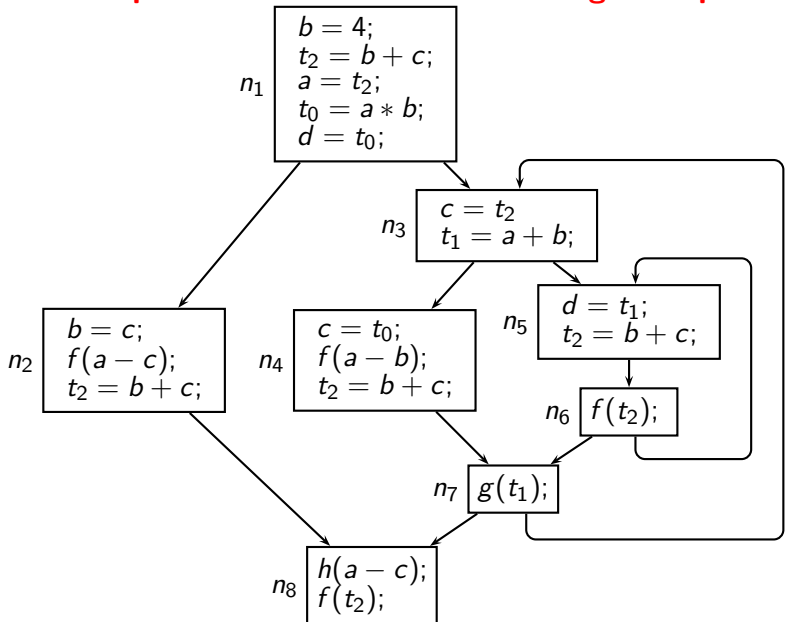 n1
b = 4;
t2 = b + c;
a = t2;
t0 = a ∗ b;
d = t0;
n3
c = t2
t1 = a + b;
n2
b = c;
f(a − c);
t2 = b + c;
n4
c = t0;
f(a − b);
t2 = b + c;
n5
d = t1;
t2 = b + c;
n6
f(t2);
n7
g(t1);
n8
h(a − c);
f(t2);